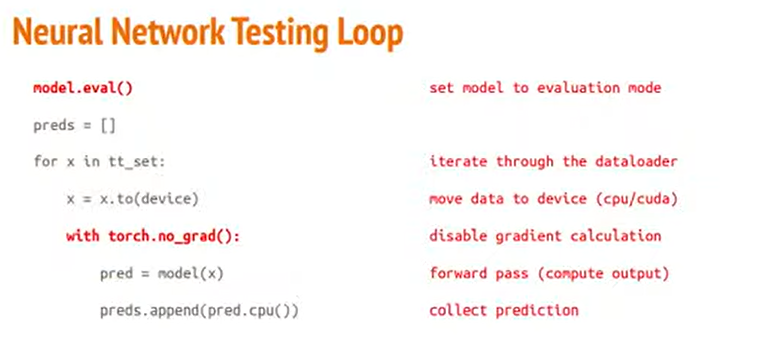 Neural Network Testing Loop
model.eval() set model to evaluation mode
preds = []
for x in tt_set: iterate through the dataloader
x = x.to(device) move data to device (cpu/cuda)
with torch.no_grad(): disable gradient calculation
pred = model(x) forward pass (compute output)
preds.append(pred.cpu()) collect prediction